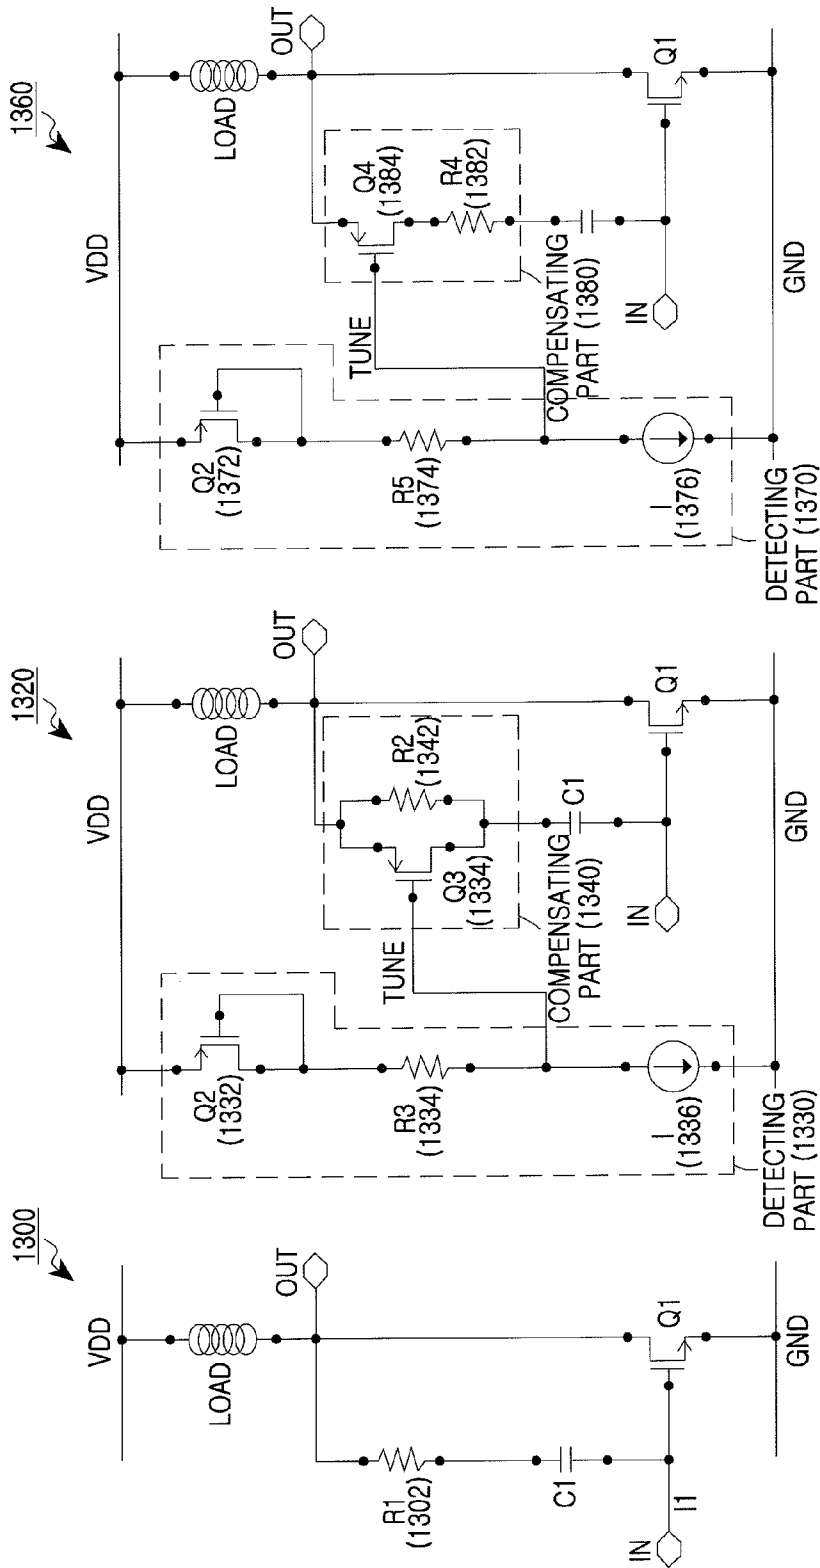 1300
VDD
LOAD
OUT
R1
(1302)
C1
I1
IN
Q1
GND
1320
VDD
LOAD
OUT
Q2
(1332)
R3
(1334)
I
(1336)
DETECTING
PART (1330)
TUNE
Q3
(1334)
R2
(1342)
COMPENSATING
PART (1340)
C1
IN
Q1
GND
1360
VDD
LOAD
OUT
Q2
(1372)
R5
(1374)
I
(1376)
DETECTING
PART (1370)
TUNE
Q4
(1384)
R4
(1382)
COMPENSATING
PART (1380)
IN
Q1
GND